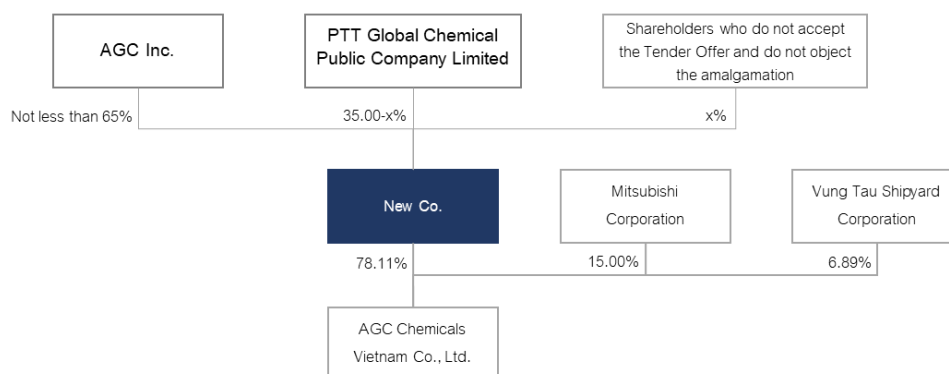 AGC Inc.
PTT Global Chemical
Public Company Limited
Shareholders who do not accept
the Tender Offer and do not object
the amalgamation
Not less than 65%
35.00-x%
x%
New Co.
Mitsubishi
Corporation
Vung Tau Shipyard
Corporation
78.11%
15.00%
6.89%
AGC Chemicals
Vietnam Co., Ltd.